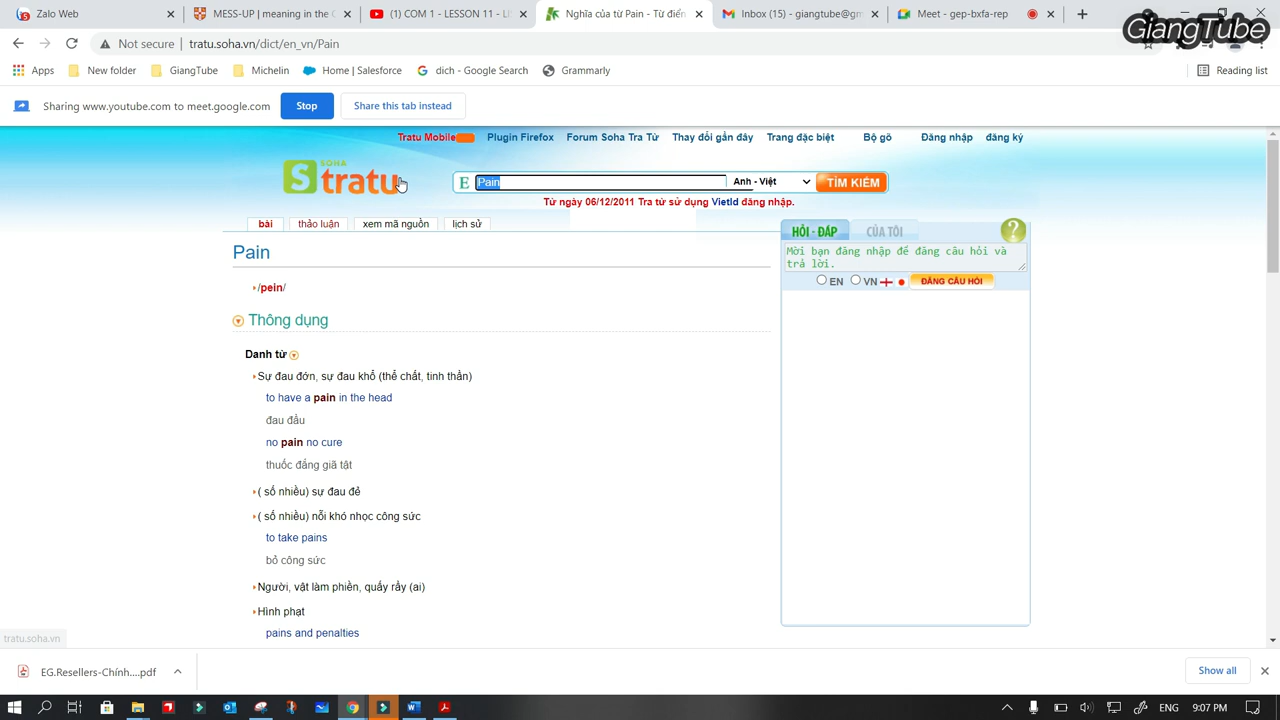 Zalo Web
MESS-UP | meaning in the C
(1) COM 1 - LESSON 11 - L
Nghĩa của từ Pain - Từ điển
Inbox (15) - giangtube@gm
Meet - gep-bxfa-rep
GiangTube
Not secure
tratu.soha.vn/dict/en_vn/Pain
Apps
New folder
GiangTube
Michelin
Home | Salesforce
dich - Google Search
Grammarly
Reading list
Sharing www.youtube.com to meet.google.com
Stop
Share this tab instead
Tratu Mobile
Plugin Firefox
Forum Soha Tra Từ
Thay đổi gần đây
Trang đặc biệt
Bộ gõ
Đăng nhập
đăng ký
SOHA
Stratu
E
Pain
Anh - Việt
TÌM KIẾM
Từ ngày 06/12/2011 Tra từ sử dụng VietId đăng nhập.
bài
thảo luận
xem mã nguồn
lịch sử
HỎI - ĐÁP
CỦA TÔI
?
Pain
Mời bạn đăng nhập để đăng câu hỏi và
trả lời.
EN
VN
ĐĂNG CÂU HỎI
/pein/
Thông dụng
Danh từ
Sự đau đớn, sự đau khổ (thể chất, tinh thần)
to have a pain in the head
đau đầu
no pain no cure
thuốc đắng giã tật
( số nhiều) sự đau đẻ
( số nhiều) nỗi khó nhọc công sức
to take pains
bỏ công sức
Người, vật làm phiền, quấy rầy (ai)
Hình phạt
pains and penalties
tratu.soha.vn
EG.Resellers-Chính....pdf
Show all
ENG
9:07 PM